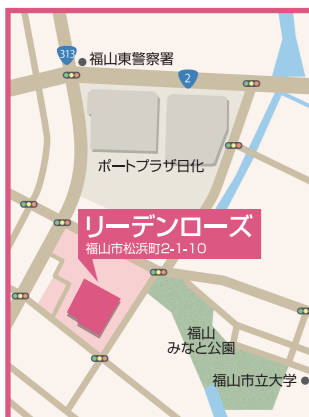 313
福山東警察署
2
ポートプラザ日化
リーデンローズ
福山市松浜町2-1-10
福山
みなと公園
福山市立大学